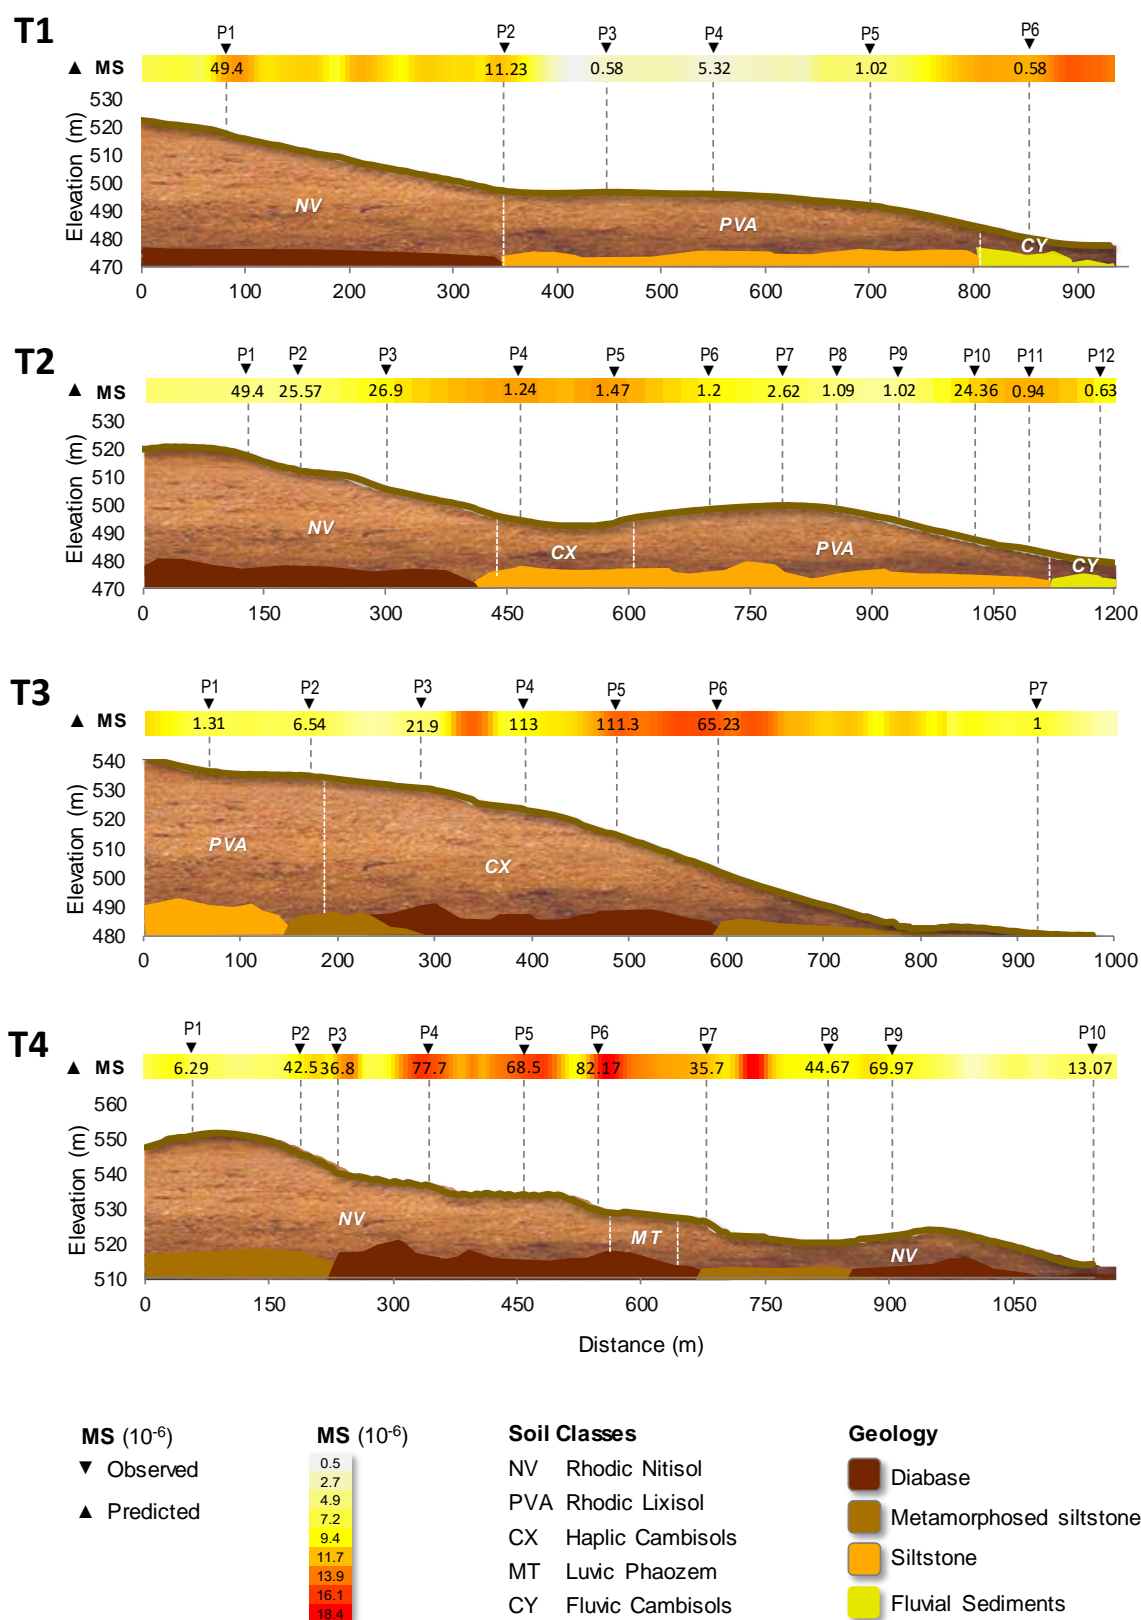 T1
P1 P2 P3 P4 P5 P6
▲ MS 49.4 11.23 0.58 5.32 1.02 0.58
Elevation (m)
530
520
510
500
490
480
470
NV PVA CY
0 100 200 300 400 500 600 700 800 900
T2
P1 P2 P3 P4 P5 P6 P7 P8 P9 P10 P11 P12
▲ MS 49.4 25.57 26.9 1.24 1.47 1.2 2.62 1.09 1.02 24.36 0.94 0.63
Elevation (m)
530
520
510
500
490
480
470
NV CX PVA CY
0 150 300 450 600 750 900 1050 1200
T3
P1 P2 P3 P4 P5 P6 P7
▲ MS 1.31 6.54 21.9 113 111.3 65.23 1
Elevation (m)
540
530
520
510
500
490
480
PVA CX
0 100 200 300 400 500 600 700 800 900 1000
T4
P1 P2 P3 P4 P5 P6 P7 P8 P9 P10
▲ MS 6.29 42.5 36.8 77.7 68.5 82.17 35.7 44.67 69.97 13.07
Elevation (m)
560
550
540
530
520
510
NV MT NV
0 150 300 450 600 750 900 1050
Distance (m)
MS (10-6)
▼ Observed
▲ Predicted
MS (10-6)
0.5
2.7
4.9
7.2
9.4
11.7
13.9
16.1
18.4
Soil Classes
NV Rhodic Nitisol
PVA Rhodic Lixisol
CX Haplic Cambisols
MT Luvic Phaozem
CY Fluvic Cambisols
Geology
Diabase
Metamorphosed siltstone
Siltstone
Fluvial Sediments